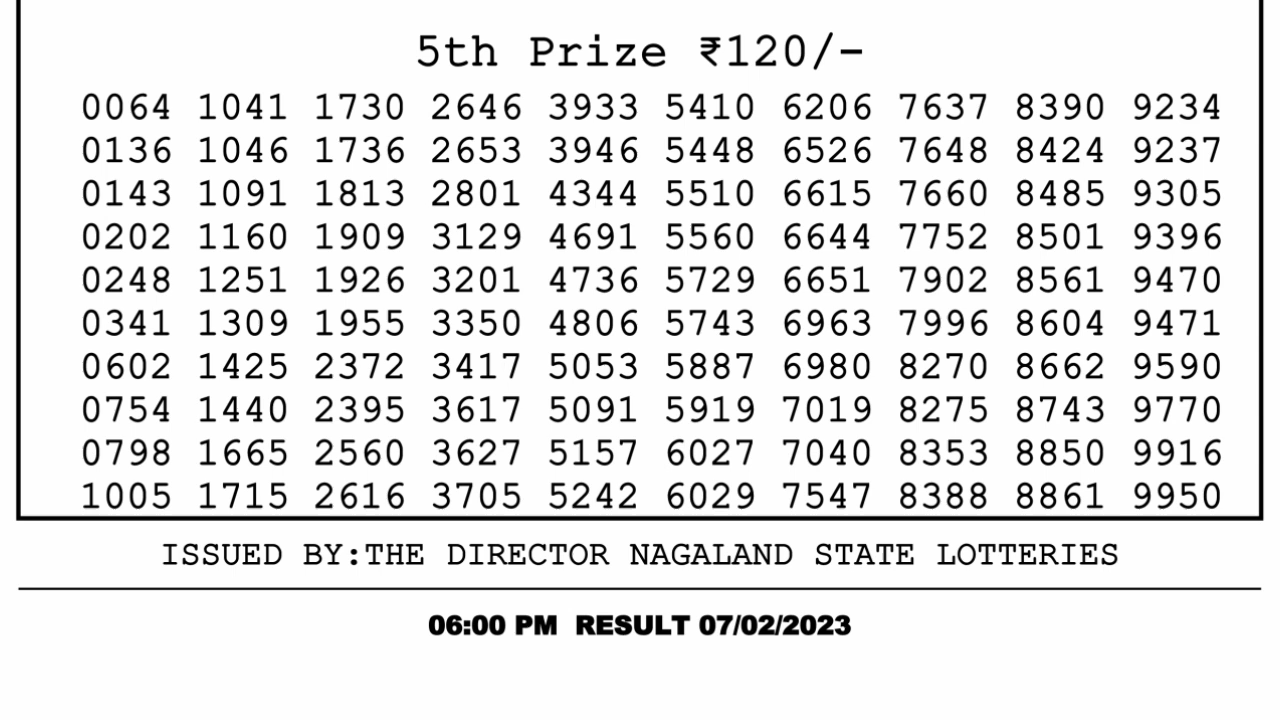 5th Prize ₹120/-
0064 1041 1730 2646 3933 5410 6206 7637 8390 9234
0136 1046 1736 2653 3946 5448 6526 7648 8424 9237
0143 1091 1813 2801 4344 5510 6615 7660 8485 9305
0202 1160 1909 3129 4691 5560 6644 7752 8501 9396
0248 1251 1926 3201 4736 5729 6651 7902 8561 9470
0341 1309 1955 3350 4806 5743 6963 7996 8604 9471
0602 1425 2372 3417 5053 5887 6980 8270 8662 9590
0754 1440 2395 3617 5091 5919 7019 8275 8743 9770
0798 1665 2560 3627 5157 6027 7040 8353 8850 9916
1005 1715 2616 3705 5242 6029 7547 8388 8861 9950
ISSUED BY:THE DIRECTOR NAGALAND STATE LOTTERIES
06:00 PM RESULT 07/02/2023